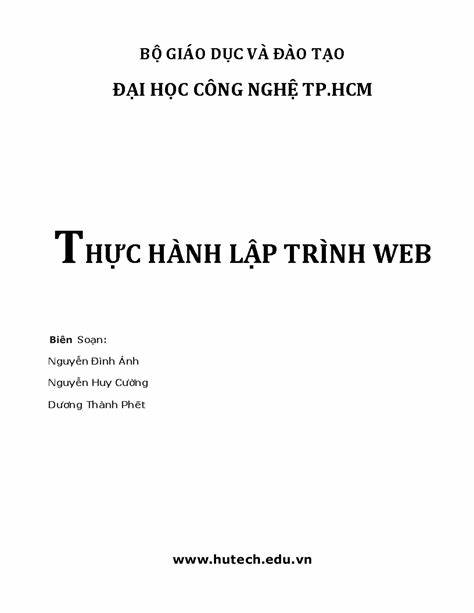 BỘ GIÁO DỤC VÀ ĐÀO TẠO
ĐẠI HỌC CÔNG NGHỆ TP.HCM
THỰC HÀNH LẬP TRÌNH WEB
Biên Soạn:
Nguyễn Đình Ánh
Nguyễn Huy Cường
Dương Thành Phết
www.hutech.edu.vn